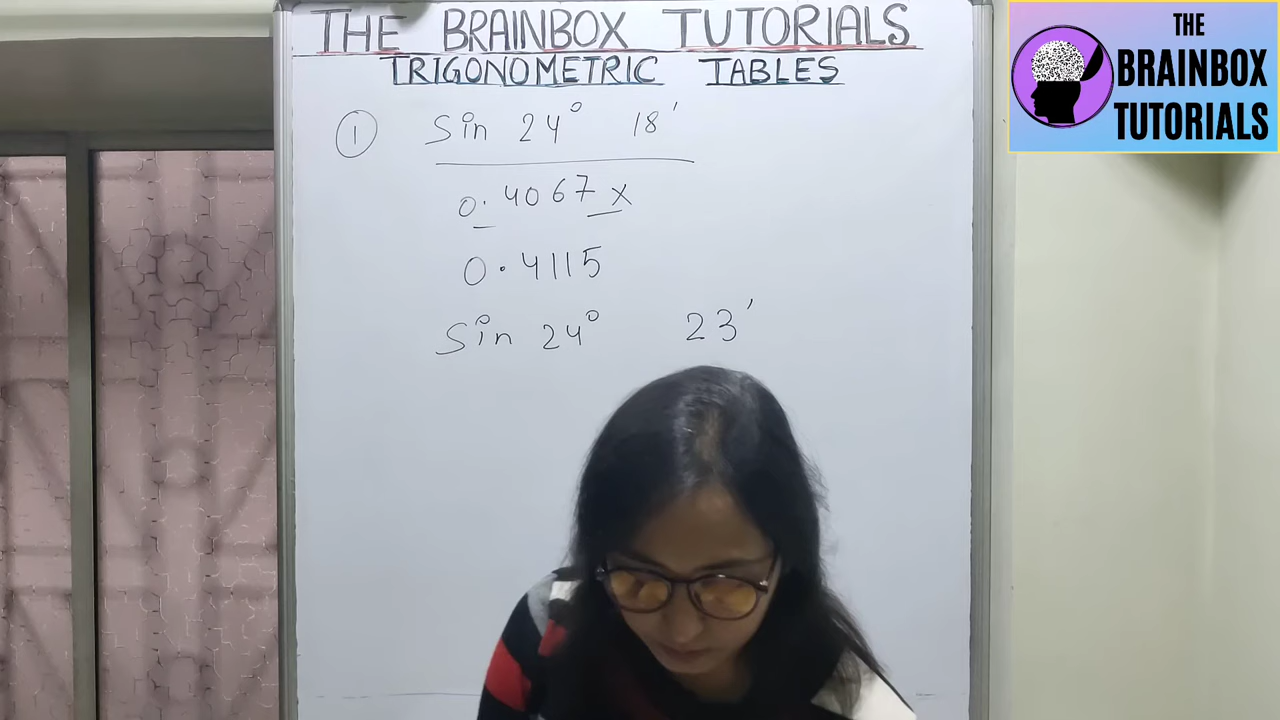 THE BRAINBOX TUTORIALS
TRIGONOMETRIC TABLES
① Sin 24° 18'
0.4067 x
0.4115
Sin 24° 23'
THE
BRAINBOX
TUTORIALS